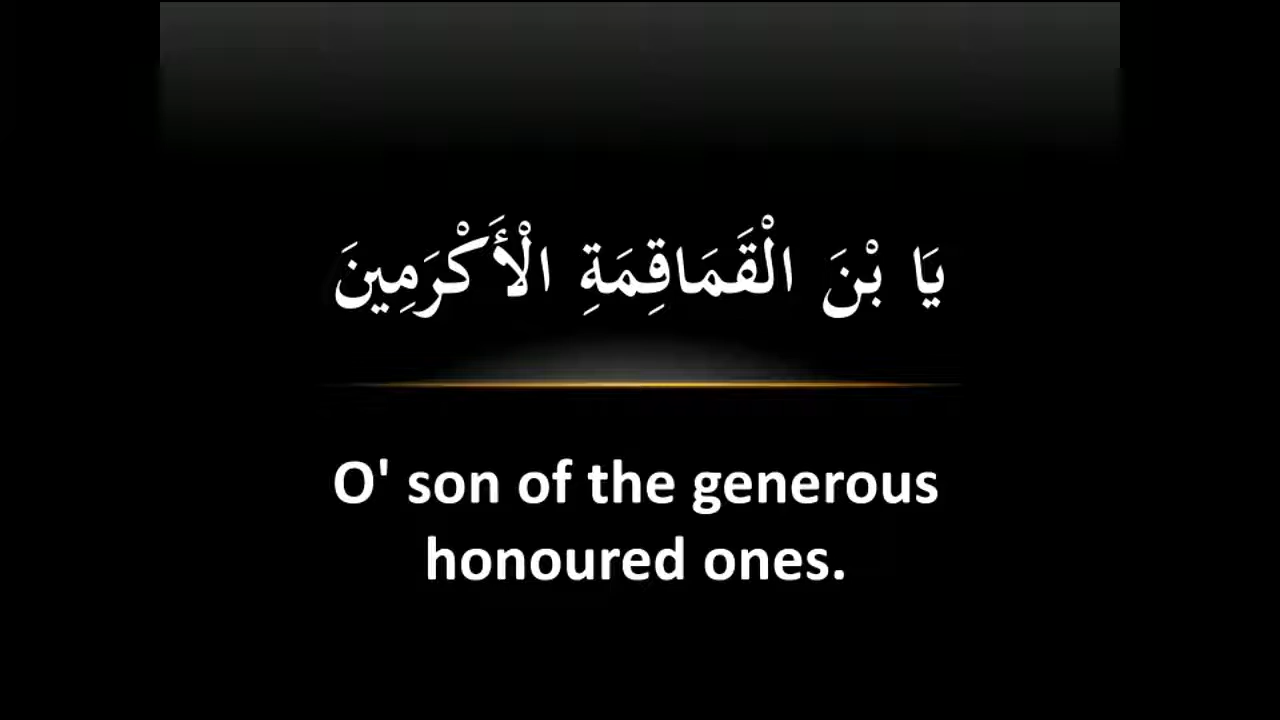 يَا بْنَ الْقَمَاقِمَةِ الْأَكْرَمِينَ
O' son of the generous
honoured ones.